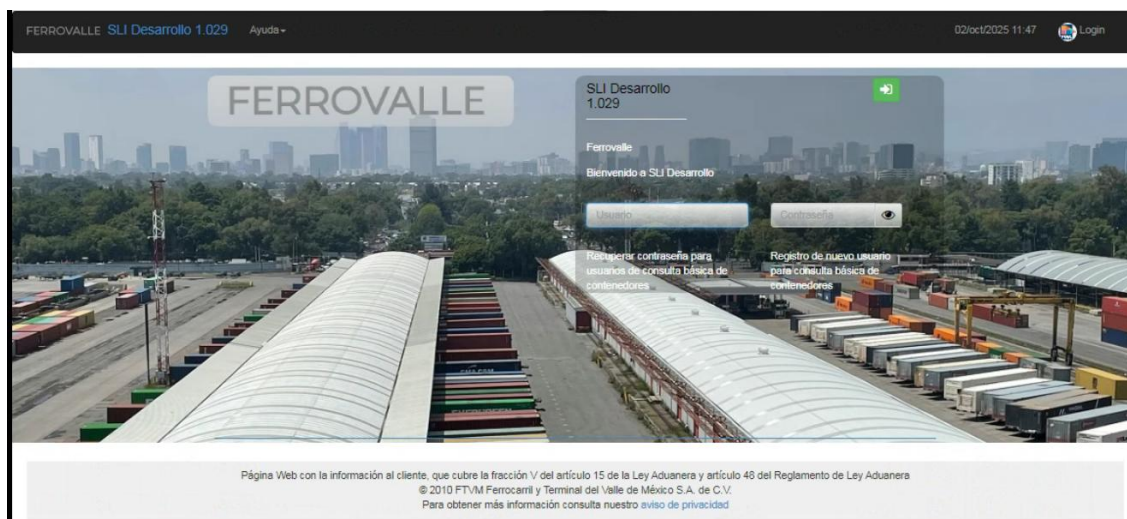 FERROVALLE SLI Desarrollo 1.029 Ayuda 02/oct/2025 11:47 Login
FERROVALLE
SLI Desarrollo
1.029
Ferrovalle
Bienvenido a SLI Desarrollo
Usuario Contraseña
Recuperar contraseña para
usuarios de consulta básica de
contenedores
Registro de nuevo usuario
para consulta básica de
contenedores
Página Web con la información al cliente, que cubre la fracción V del artículo 15 de la Ley Aduanera y artículo 48 del Reglamento de Ley Aduanera
© 2010 FTVM Ferrocarril y Terminal del Valle de México S.A. de C.V.
Para obtener más información consulta nuestro aviso de privacidad